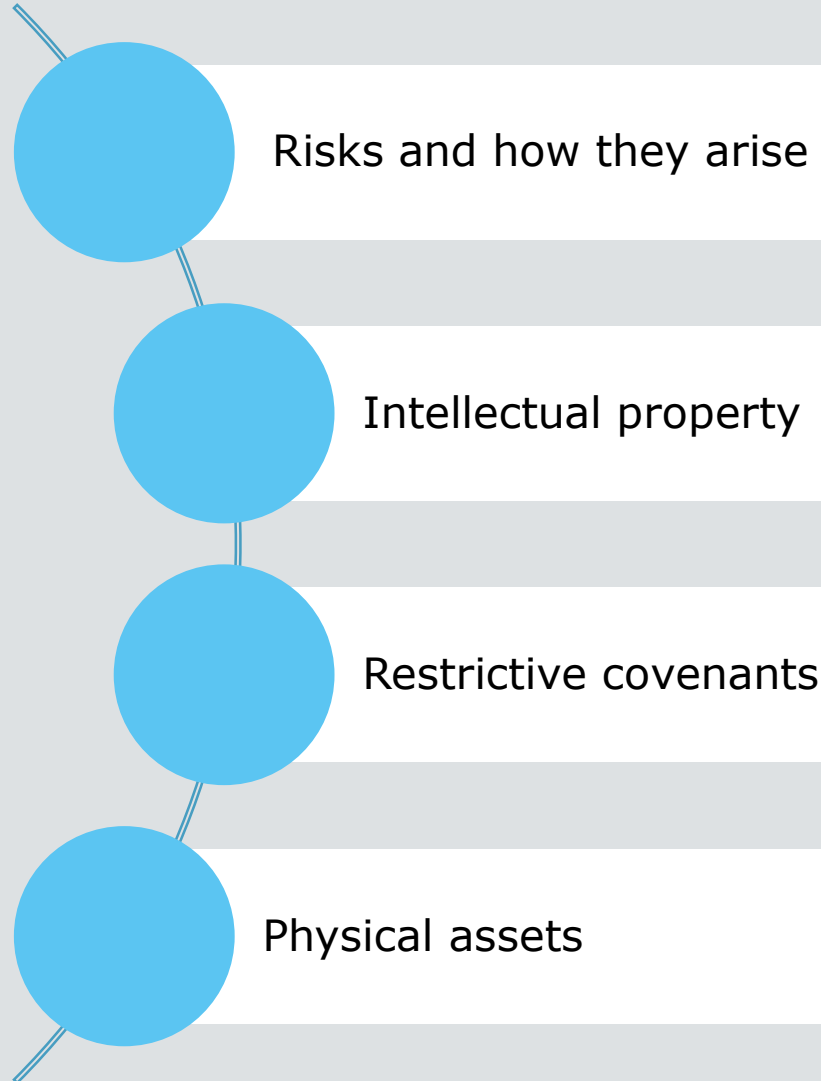 Risks and how they arise
Intellectual property
Restrictive covenants
Physical assets